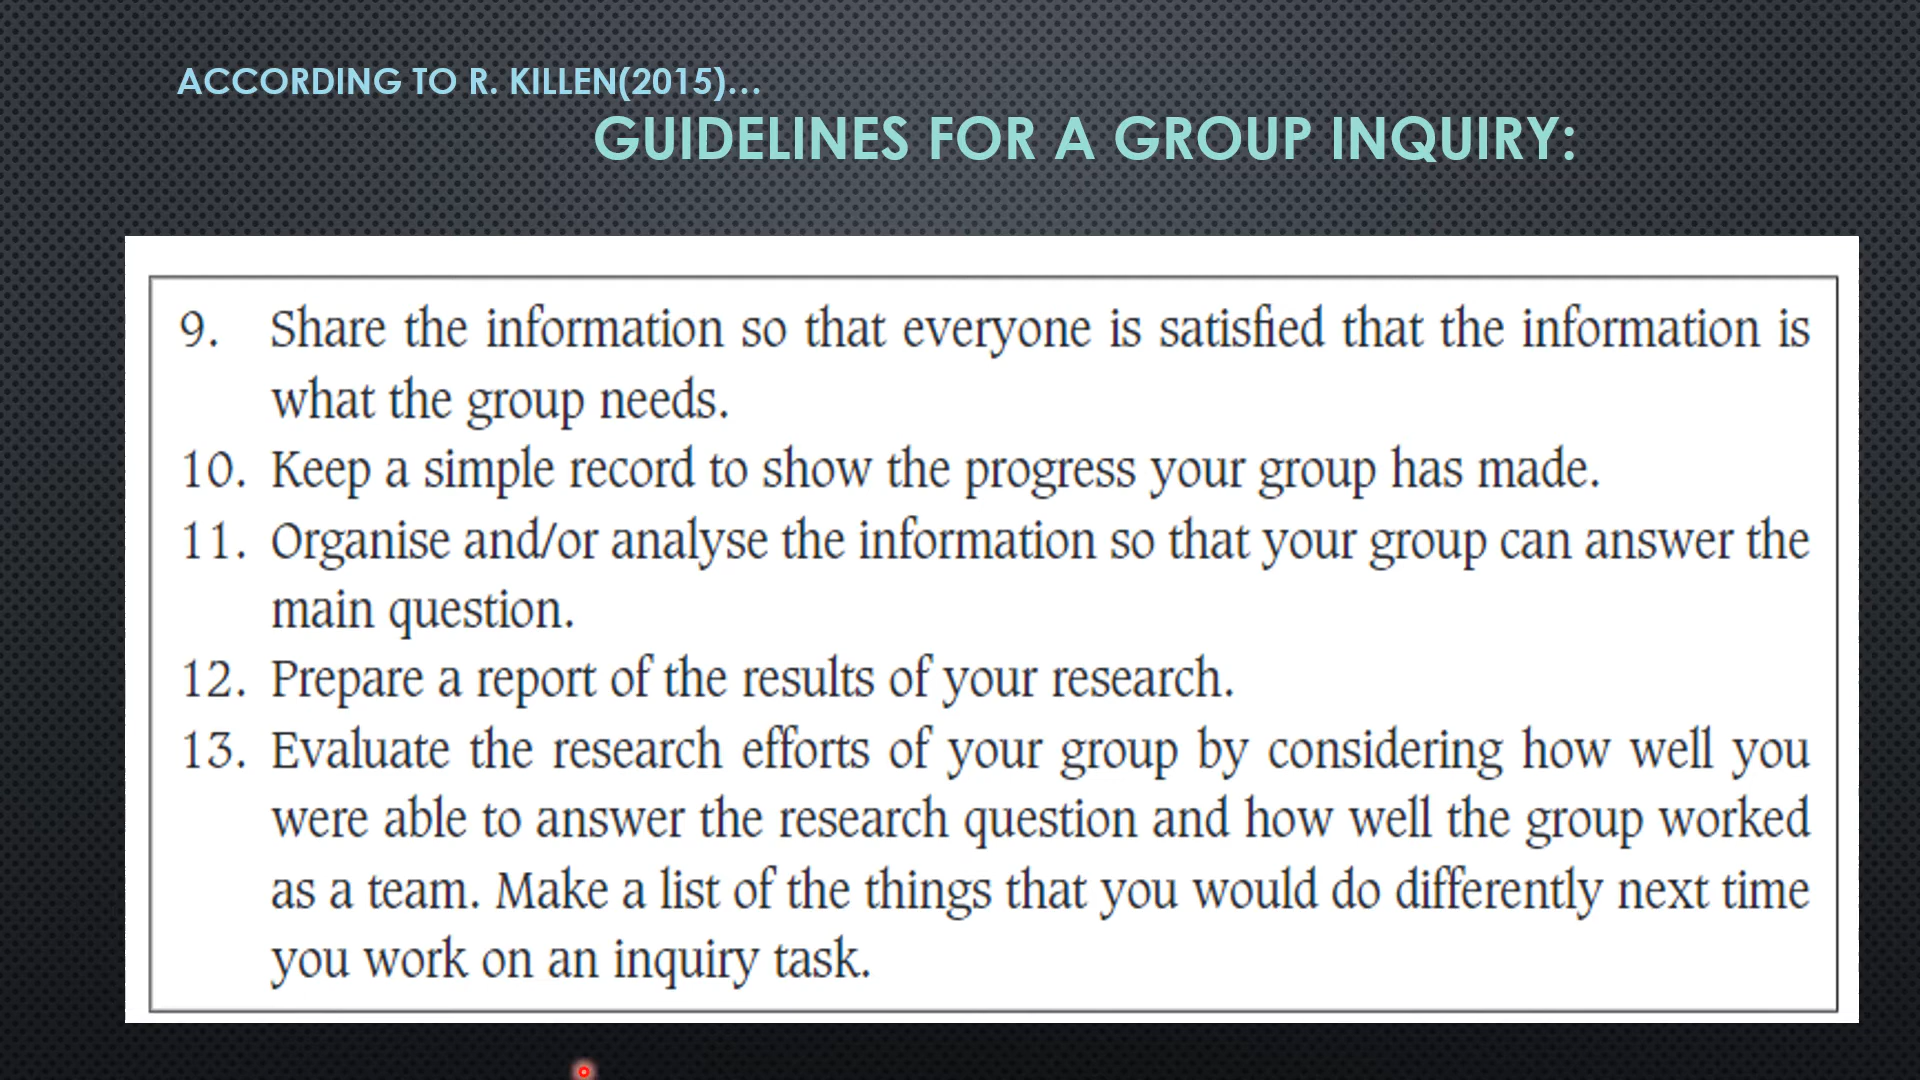 ACCORDING TO R. KILLEN(2015)...
GUIDELINES FOR A GROUP INQUIRY:
9. Share the information so that everyone is satisfied that the information is
what the group needs.
10. Keep a simple record to show the progress your group has made.
11. Organise and/or analyse the information so that your group can answer the
main question.
12. Prepare a report of the results of your research.
13. Evaluate the research efforts of your group by considering how well you
were able to answer the research question and how well the group worked
as a team. Make a list of the things that you would do differently next time
you work on an inquiry task.